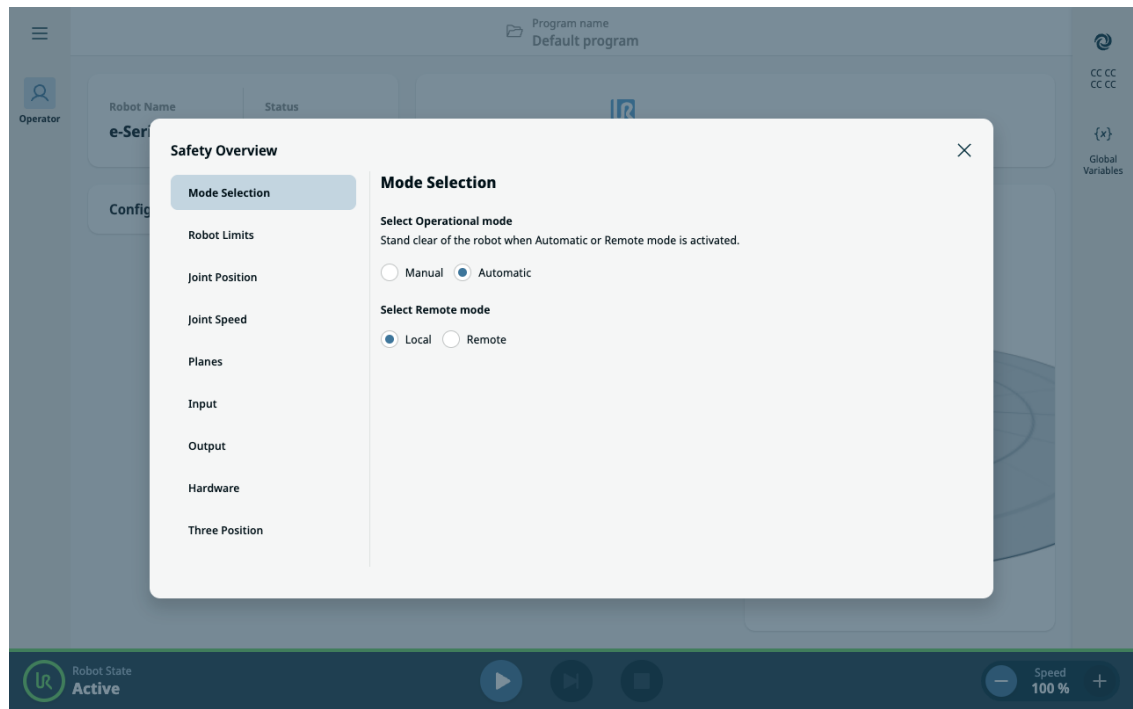 Program name
Default program
Operator
Robot Name
Status
e-Seri
Config
CC CC
CC CC
{x}
Global
Variables
Safety Overview
Mode Selection
Robot Limits
Joint Position
Joint Speed
Planes
Input
Output
Hardware
Three Position
Mode Selection
Select Operational mode
Stand clear of the robot when Automatic or Remote mode is activated.
Manual Automatic
Select Remote mode
Local Remote
Robot State
Active
Speed
100 %